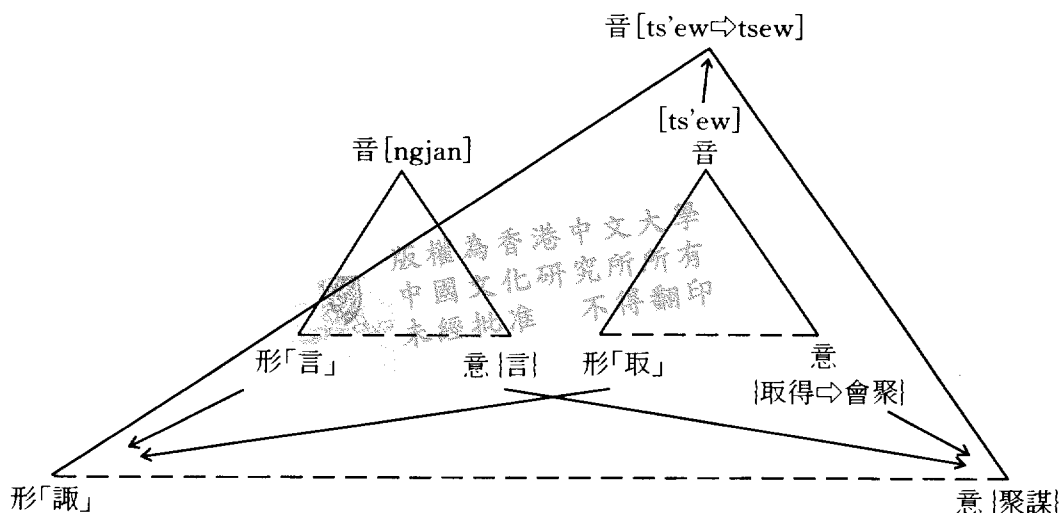 音[ts'ew⇨tsew]
[ts'ew]
音[ngjan]
音
版權為香港中文大學
中國文化研究所所有
未經批准 不得翻印
形「言」
意{言}
形「取」
意
{取得⇨會聚}
形「諏」
意{聚謀}